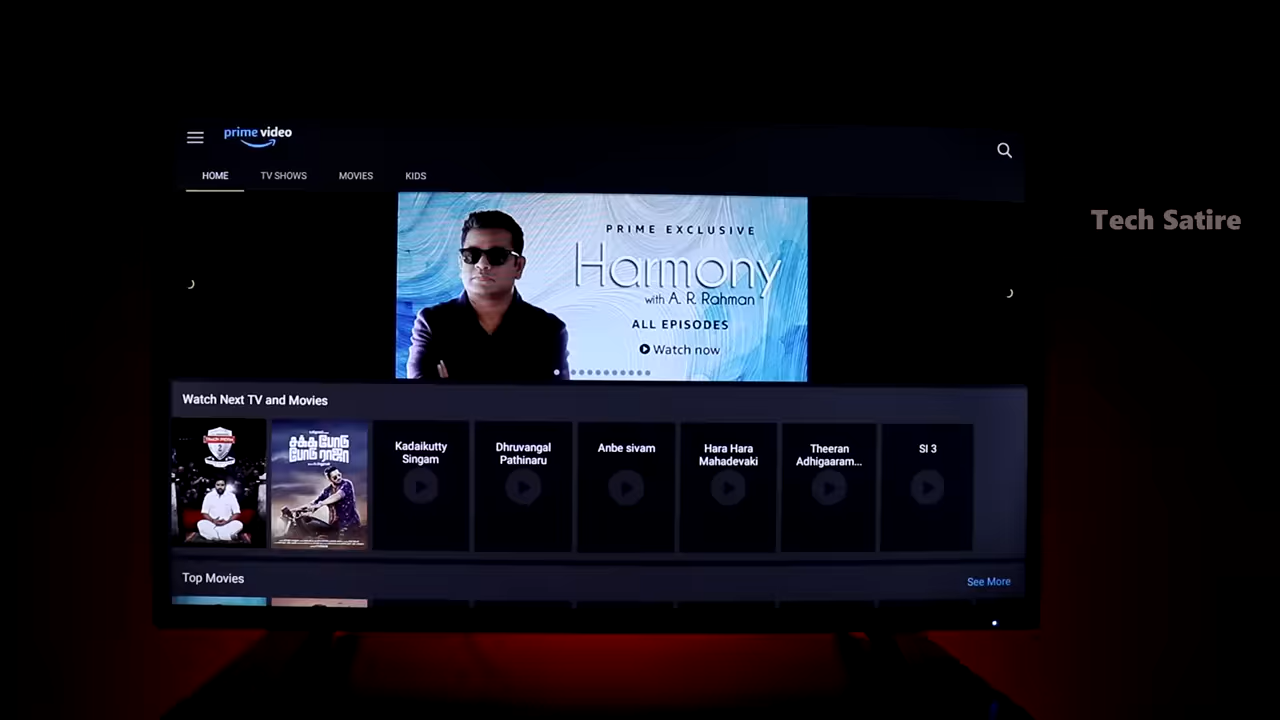 prime video
HOME TV SHOWS MOVIES KIDS
Tech Satire
PRIME EXCLUSIVE
Harmony
with A. R. Rahman
ALL EPISODES
Watch now
Watch Next TV and Movies
சக்க போடு
போடு ராஜா
Kadaikutty
Singam
Dhruvangal
Pathinaru
Anbe sivam
Hara Hara
Mahadevaki
Theeran
Adhigaaram...
SI 3
Top Movies
See More